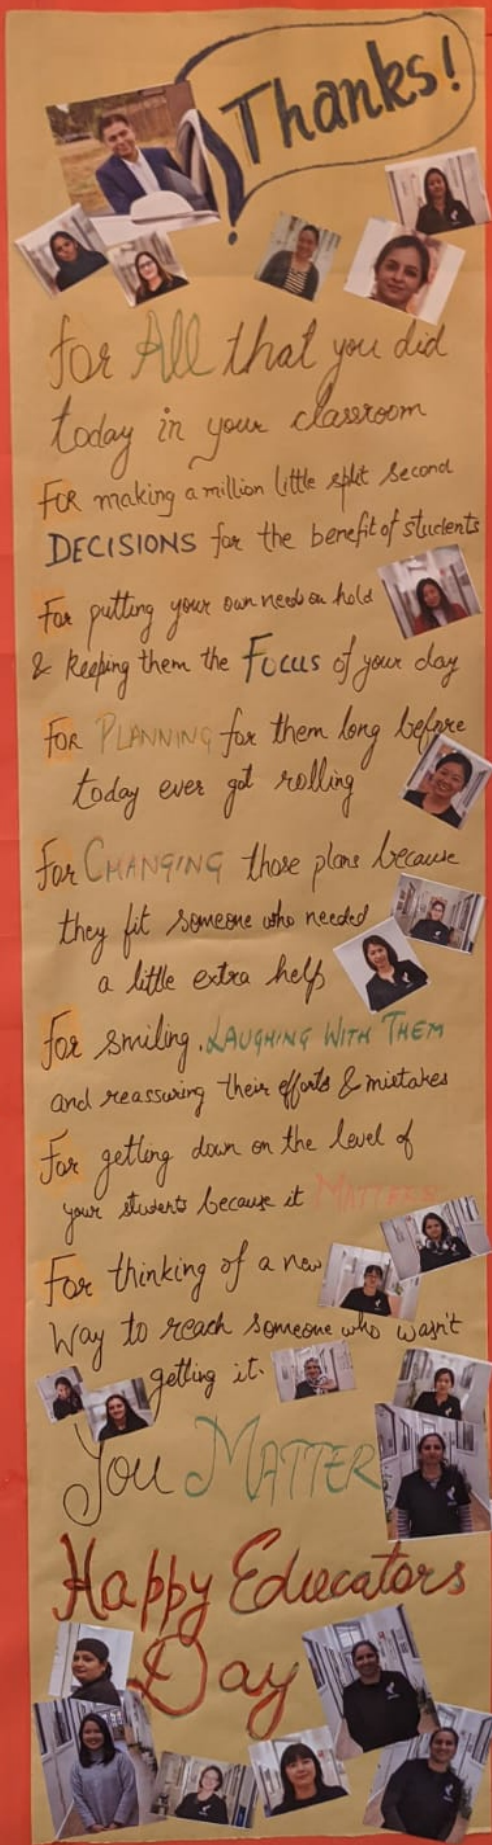 Thanks!
For All that you did
today in your classroom
FOR making a million little split second
DECISIONS for the benefit of students
For putting your own need on hold
& keeping them the Focus of your day
FOR PLANNING for them long before
today ever got rolling
For CHANGING those plans because
they fit someone who needed
a little extra help
For smiling, LAUGHING WITH THEM
and reassuring their efforts & mistakes
For getting down on the level of
your students because it MATTERS
For thinking of a new
Way to reach someone who wasn't
getting it.
You MATTER
Happy Educators
Day